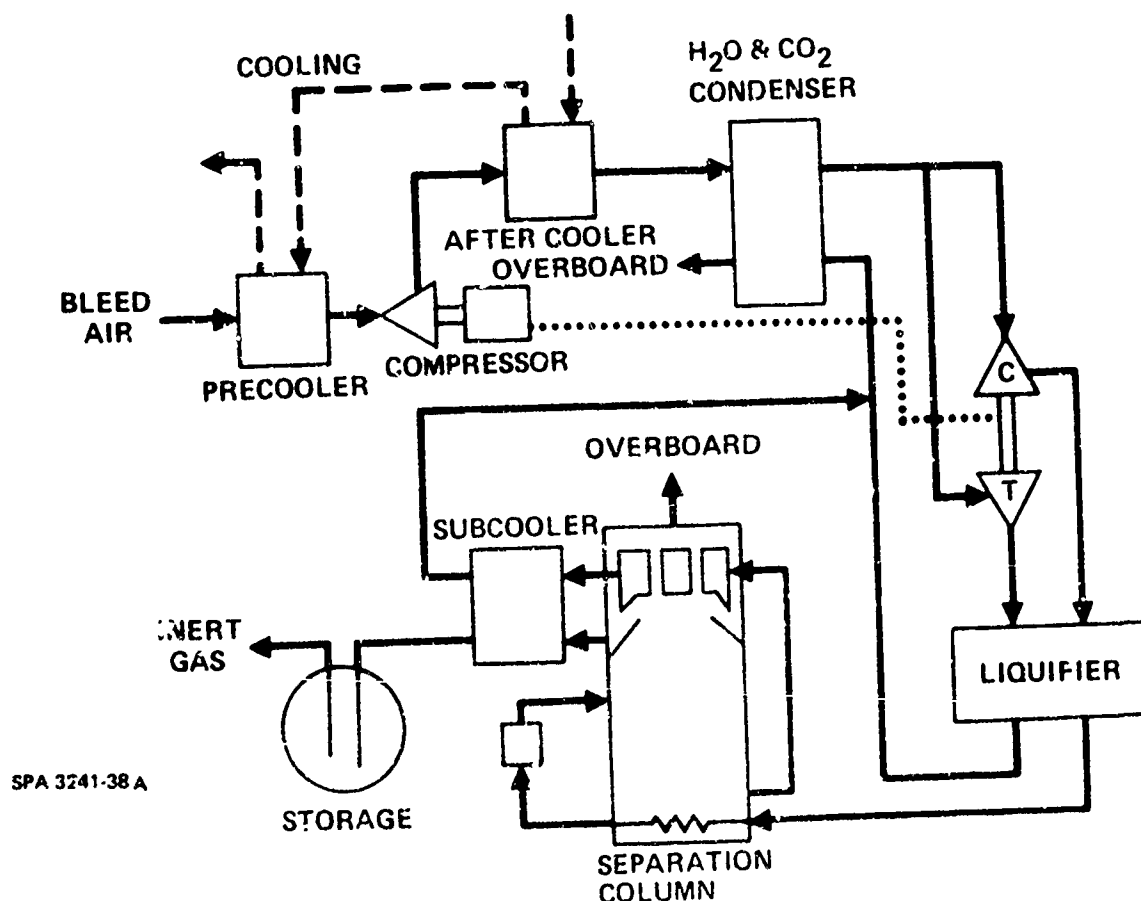 COOLING
H₂O & CO₂
CONDENSER
AFTER COOLER
OVERBOARD
BLEED
AIR
PRECOOLER
COMPRESSOR
C
T
OVERBOARD
SUBCOOLER
INERT
GAS
LIQUIFIER
STORAGE
SEPARATION
COLUMN
SPA 3241-38 A